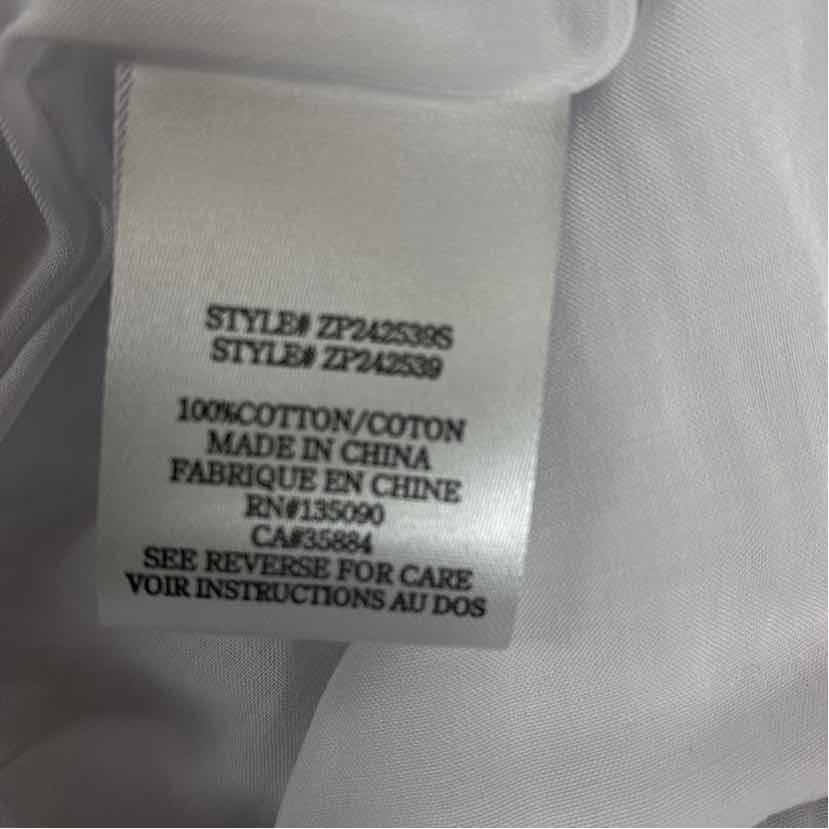 STYLE# ZP242539S
STYLE# ZP242539
100%COTTON/COTON
MADE IN CHINA
FABRIQUE EN CHINE
RN#135090
CA#35884
SEE REVERSE FOR CARE
VOIR INSTRUCTIONS AU DOS